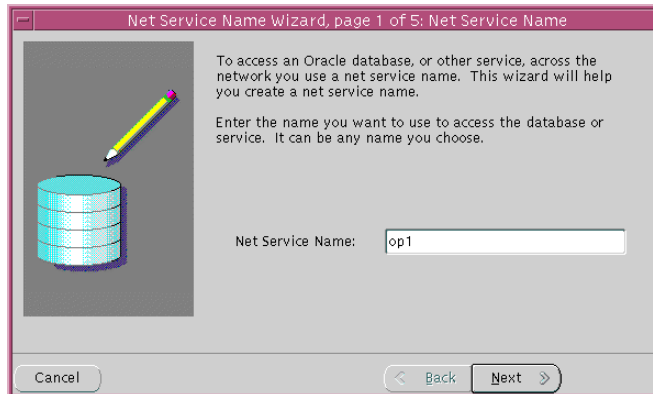 Net Service Name Wizard, page 1 of 5: Net Service Name
To access an Oracle database, or other service, across the
network you use a net service name. This wizard will help
you create a net service name.
Enter the name you want to use to access the database or
service. It can be any name you choose.
Net Service Name: op1
Cancel Back Next